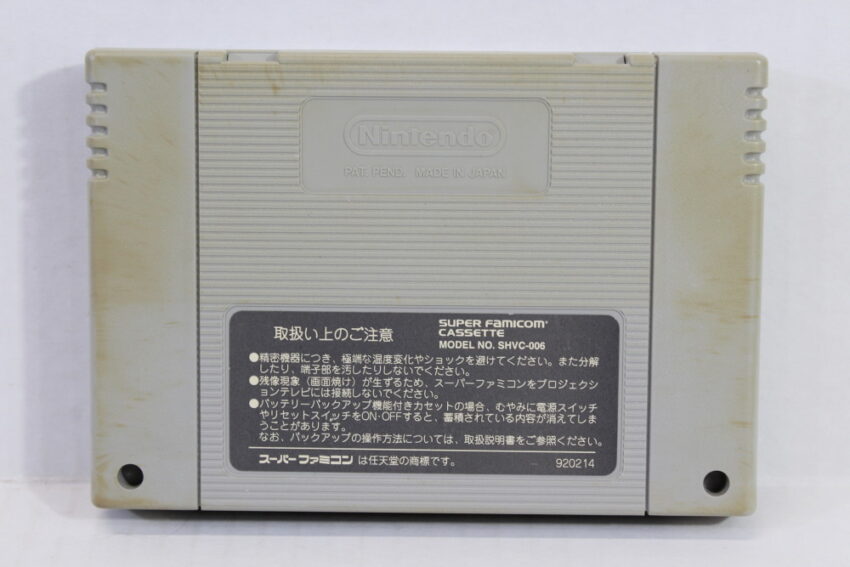 Nintendo
PAT. PEND. MADE IN JAPAN
取扱い上のご注意
SUPER FAMICOM
CASSETTE
MODEL NO. SHVC-006
●精密機器につき、極端な温度変化やショックを避けてください。また分解
したり、端子部を汚したりしないでください。
●残像現象(画面焼け)が生ずるため、スーパーファミコンをプロジェクシ
ョンテレビには接続しないでください。
●バッテリーバックアップ機能付きカセットの場合、むやみに電源スイッチ
やリセットスイッチをON・OFFすると、蓄積されている内容が消えてしま
うことがあります。
なお、バックアップの操作方法については、取扱説明書をご参照ください。
スーパーファミコンは任天堂の商標です。
920214